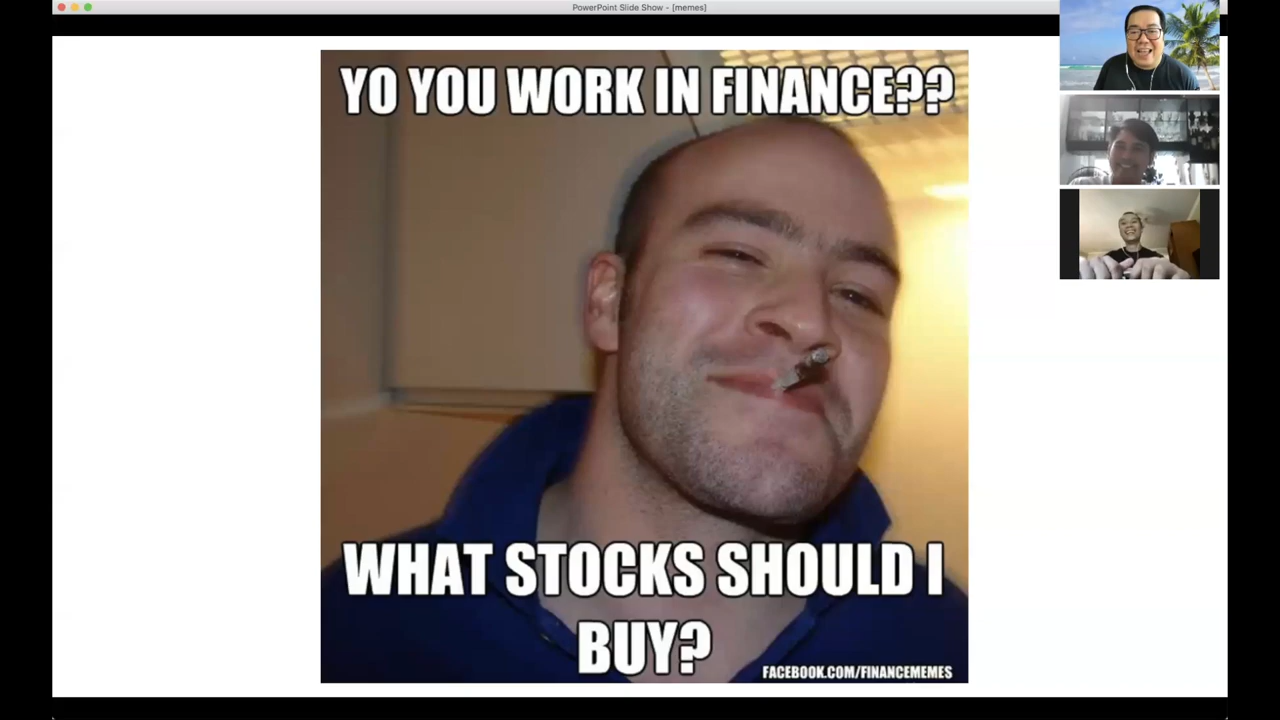 PowerPoint Slide Show - [memes]
YO YOU WORK IN FINANCE??
WHAT STOCKS SHOULD I
BUY?
FACEBOOK.COM/FINANCEMEMES